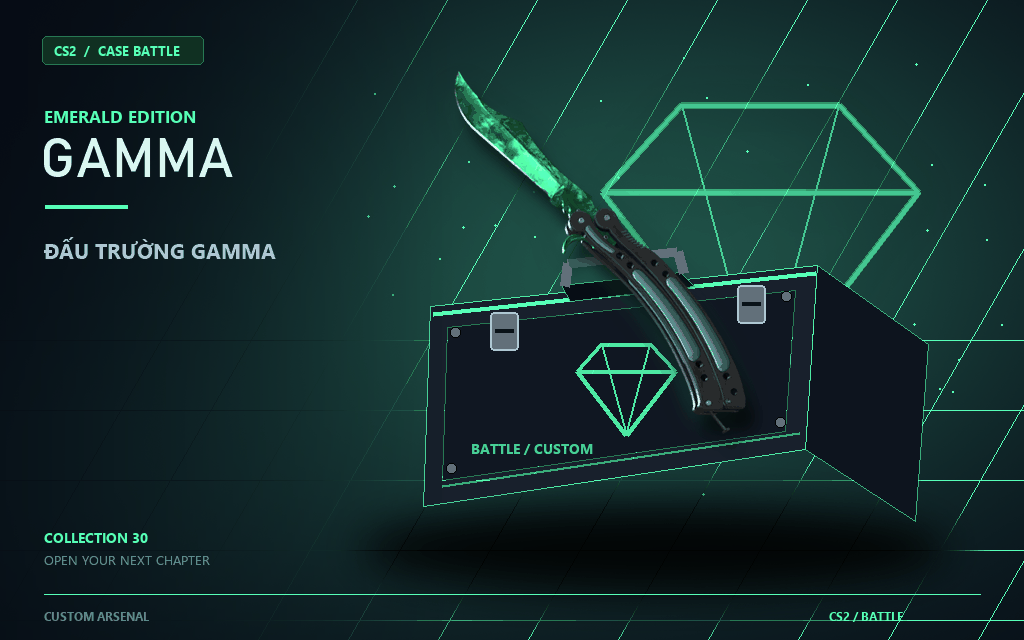 CS2 / CASE BATTLE
EMERALD EDITION
GAMMA
ĐẤU TRƯỜNG GAMMA
BATTLE / CUSTOM
COLLECTION 30
OPEN YOUR NEXT CHAPTER
CUSTOM ARSENAL
CS2 / BATTLE